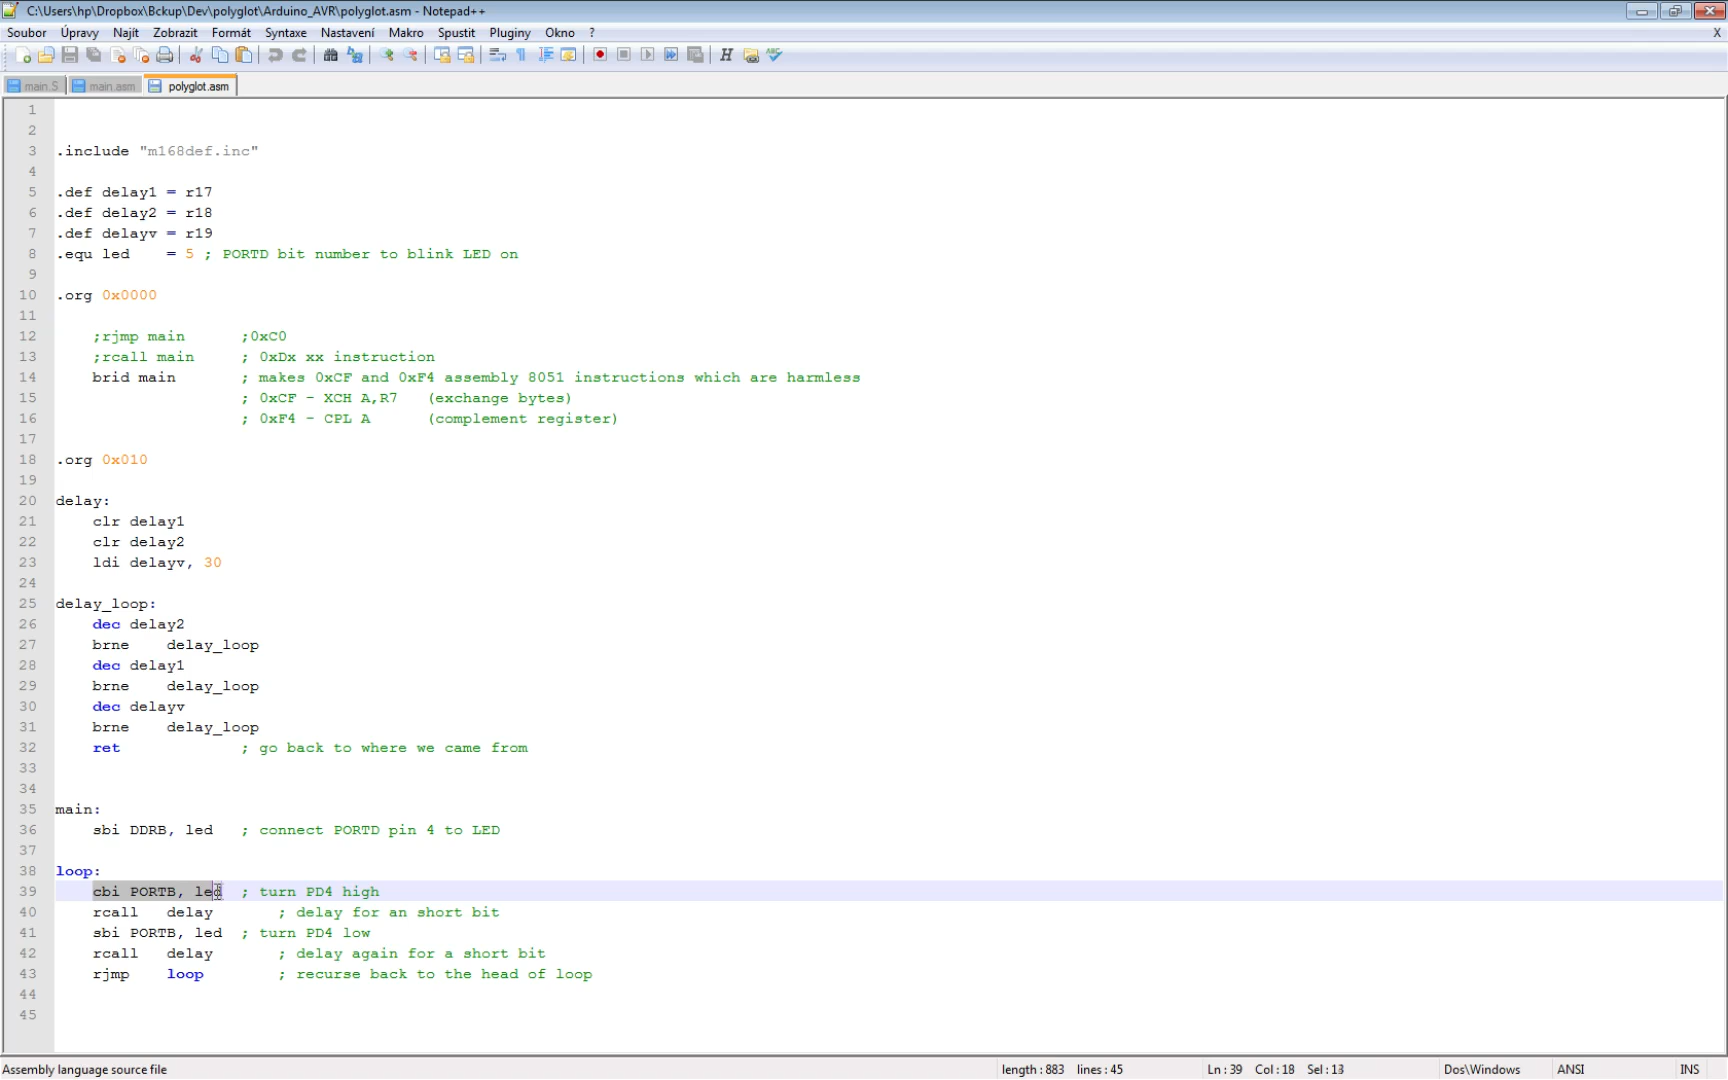 C:\Users\hp\Dropbox\Bckup\Dev\polyglot\Arduino_AVR\polyglot.asm - Notepad++
Soubor Úpravy Najít Zobrazit Formát Syntaxe Nastavení Makro Spustit Pluginy Okno ? X
main.S main.asm polyglot.asm
1
2
3 .include "m168def.inc"
4
5 .def delay1 = r17
6 .def delay2 = r18
7 .def delayv = r19
8 .equ led = 5 ; PORTD bit number to blink LED on
9
10 .org 0x0000
11
12 ;rjmp main ;0xC0
13 ;rcall main ; 0xDx xx instruction
14 brid main ; makes 0xCF and 0xF4 assembly 8051 instructions which are harmless
15 ; 0xCF - XCH A,R7 (exchange bytes)
16 ; 0xF4 - CPL A (complement register)
17
18 .org 0x010
19
20 delay:
21 clr delay1
22 clr delay2
23 ldi delayv, 30
24
25 delay_loop:
26 dec delay2
27 brne delay_loop
28 dec delay1
29 brne delay_loop
30 dec delayv
31 brne delay_loop
32 ret ; go back to where we came from
33
34
35 main:
36 sbi DDRB, led ; connect PORTD pin 4 to LED
37
38 loop:
39 cbi PORTB, led ; turn PD4 high
40 rcall delay ; delay for an short bit
41 sbi PORTB, led ; turn PD4 low
42 rcall delay ; delay again for a short bit
43 rjmp loop ; recurse back to the head of loop
44
45
Assembly language source file length : 883 lines : 45 Ln : 39 Col : 18 Sel : 13 Dos\Windows ANSI INS